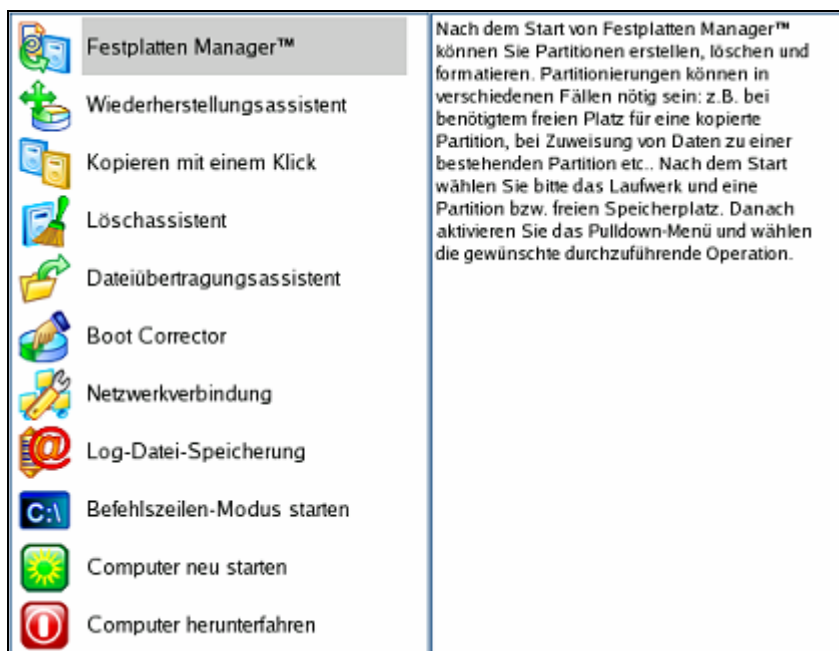 Festplatten Manager™
Wiederherstellungsassistent
Kopieren mit einem Klick
Löschassistent
Dateiübertragungsassistent
Boot Corrector
Netzwerkverbindung
@
Log-Datei-Speicherung
C:\
Befehlszeilen-Modus starten
Computer neu starten
Computer herunterfahren
Nach dem Start von Festplatten Manager™
können Sie Partitionen erstellen, löschen und
formatieren. Partitionierungen können in
verschiedenen Fällen nötig sein: z.B. bei
benötigtem freien Platz für eine kopierte
Partition, bei Zuweisung von Daten zu einer
bestehenden Partition etc.. Nach dem Start
wählen Sie bitte das Laufwerk und eine
Partition bzw. freien Speicherplatz. Danach
aktivieren Sie das Pulldown-Menü und wählen
die gewünschte durchzuführende Operation.